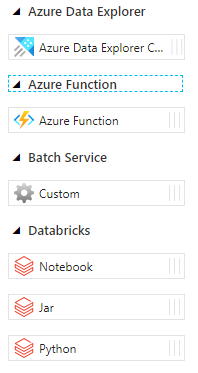 Azure Data Explorer
Azure Data Explorer C...
Azure Function
Azure Function
Batch Service
Custom
Databricks
Notebook
Jar
Python